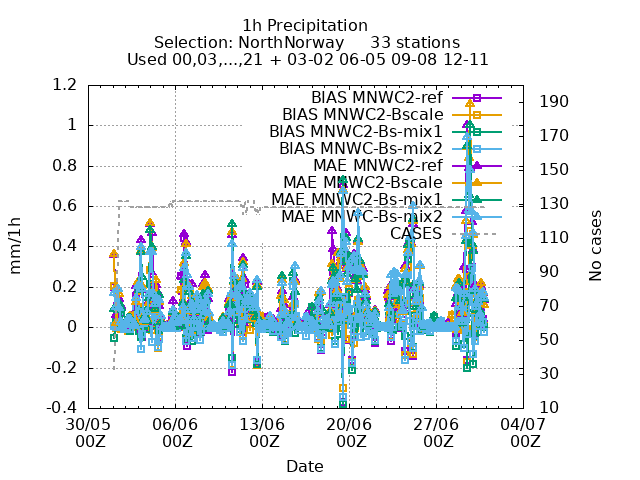 1h Precipitation
Selection: NorthNorway 33 stations
Used 00,03,...,21 + 03-02 06-05 09-08 12-11
1.2
1
0.8
0.6
0.4
0.2
0
-0.2
-0.4
mm/1h
190
170
150
130
110
90
70
50
30
10
No cases
BIAS MNWC2-ref
BIAS MNWC2-Bscale
BIAS MNWC2-Bs-mix1
BIAS MNWC-Bs-mix2
MAE MNWC2-ref
MAE MNWC2-Bscale
MAE MNWC2-Bs-mix1
MAE MNWC-Bs-mix2
CASES
30/05 06/06 13/06 20/06 27/06 04/07
00Z 00Z 00Z 00Z 00Z 00Z
Date